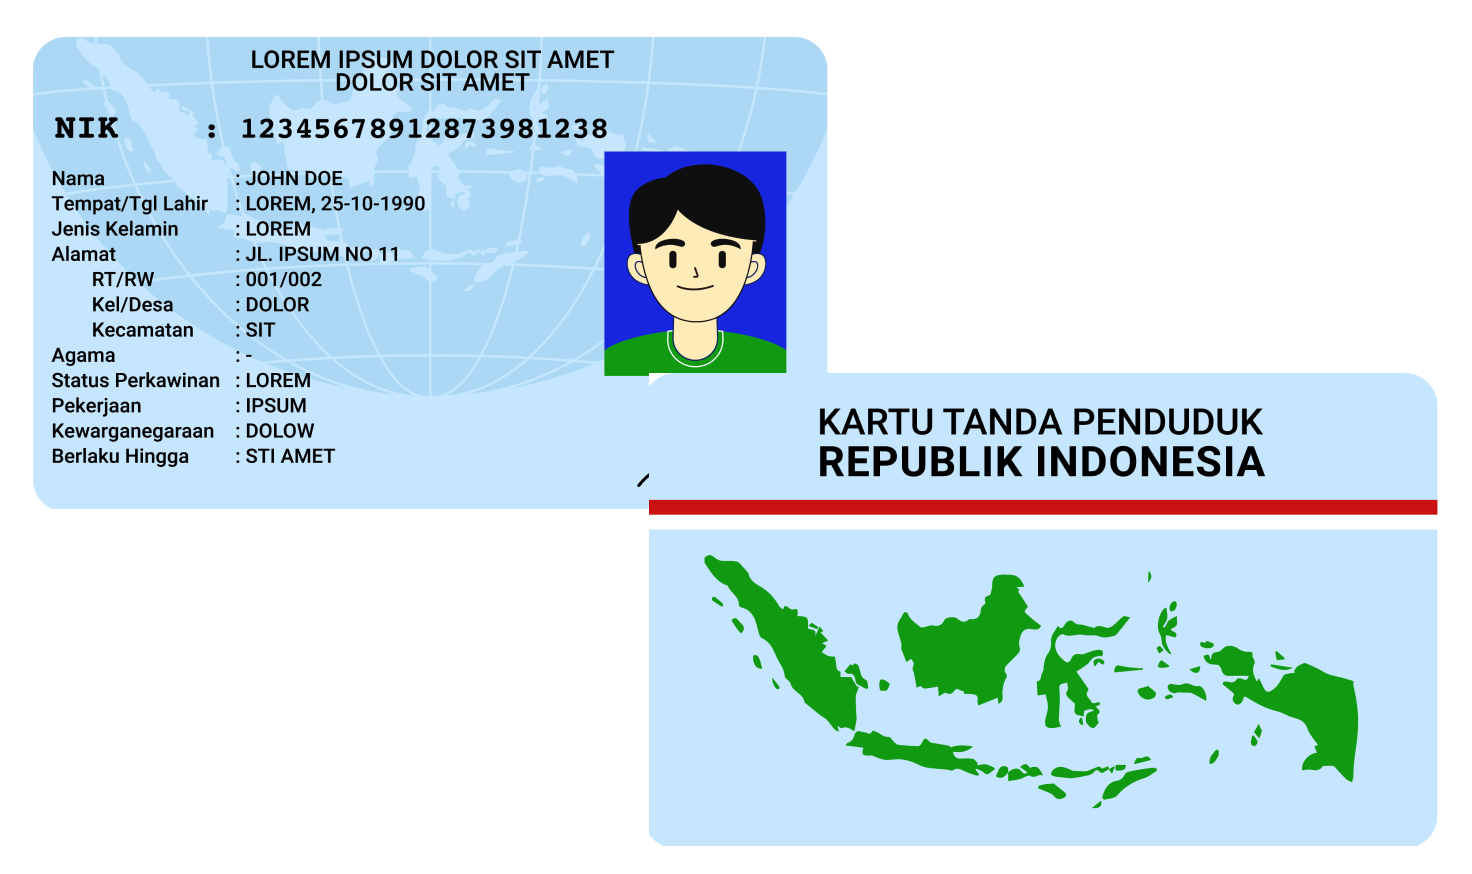 LOREM IPSUM DOLOR SIT AMET
DOLOR SIT AMET
NIK : 12345678912873981238
Nama : JOHN DOE
Tempat/Tgl Lahir : LOREM, 25-10-1990
Jenis Kelamin : LOREM
Alamat : JL. IPSUM NO 11
RT/RW : 001/002
Kel/Desa : DOLOR
Kecamatan : SIT
Agama : -
Status Perkawinan : LOREM
Pekerjaan : IPSUM
Kewarganegaraan : DOLOW
Berlaku Hingga : STI AMET
KARTU TANDA PENDUDUK
REPUBLIK INDONESIA